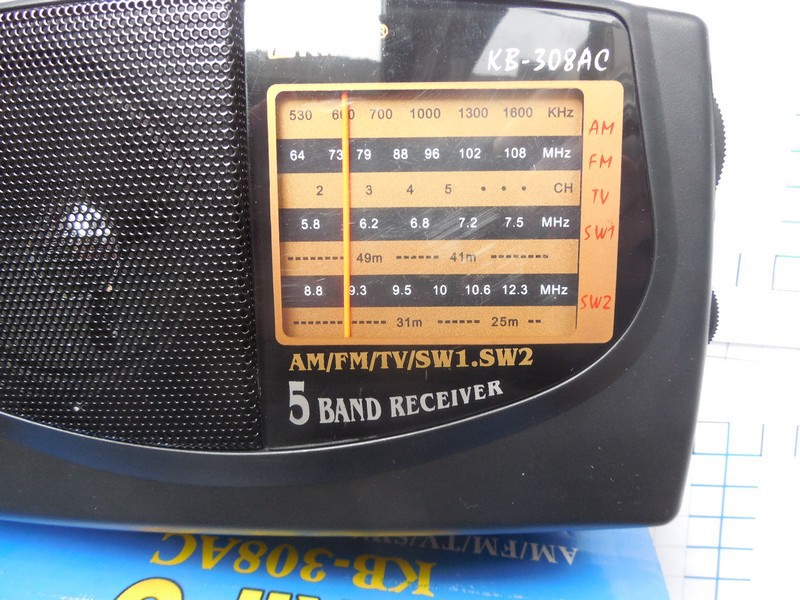 KB-308AC
530 600 700 1000 1300 1600 KHz AM
64 73 79 88 96 102 108 MHz FM
2 3 4 5 • • • CH TV
5.8 6.2 6.8 7.2 7.5 MHz SW1
------- 49m ------ 41m --------
8.8 9.3 9.5 10 10.6 12.3 MHz SW2
------------- 31m ------ 25m --
AM/FM/TV/SW1.SW2
5 BAND RECEIVER
AM/FM/TV/SW
KB-308AC